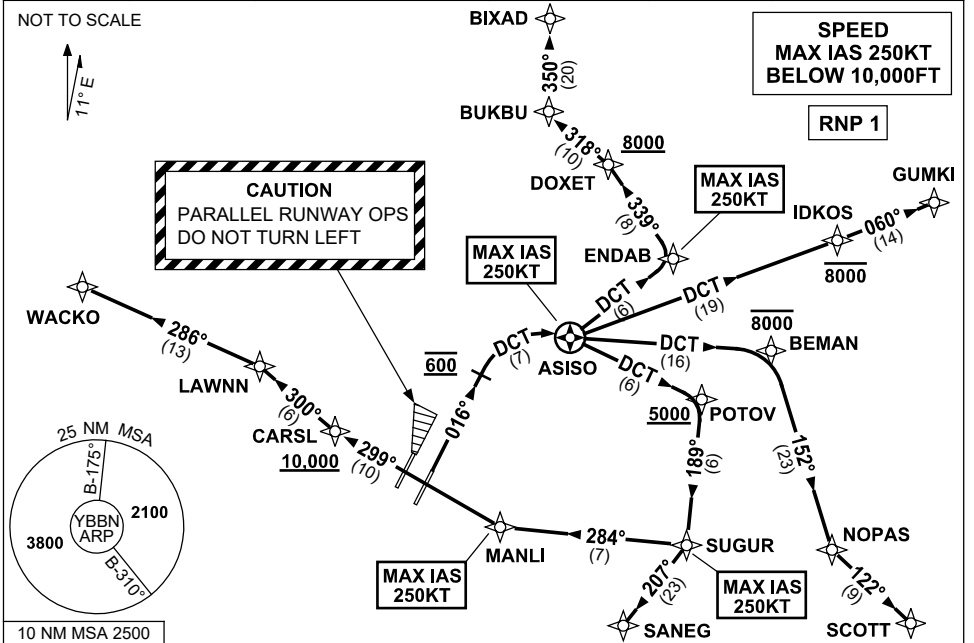 NOT TO SCALE
11° E
BIXAD
350°
(20)
BUKBU
318°
(10)
8000
DOXET
339°
(8)
SPEED
MAX IAS 250KT
BELOW 10,000FT
RNP 1
MAX IAS
250KT
GUMKI
IDKOS
060°
(14)
8000
CAUTION
PARALLEL RUNWAY OPS
DO NOT TURN LEFT
MAX IAS
250KT
ENDAB
DCT
(6)
DCT
(19)
WACKO
286°
(13)
LAWNN
300°
(6)
CARSL
10,000
299°
(10)
600
016°
DCT
(7)
ASISO
DCT
(16)
8000
BEMAN
DCT
(6)
5000
POTOV
189°
(6)
152°
(23)
25 NM MSA
B-175°
YBBN
ARP
2100
3800
B-310°
10 NM MSA 2500
MANLI
MAX IAS
250KT
284°
(7)
SUGUR
MAX IAS
250KT
207°
(23)
SANEG
NOPAS
122°
(9)
SCOTT